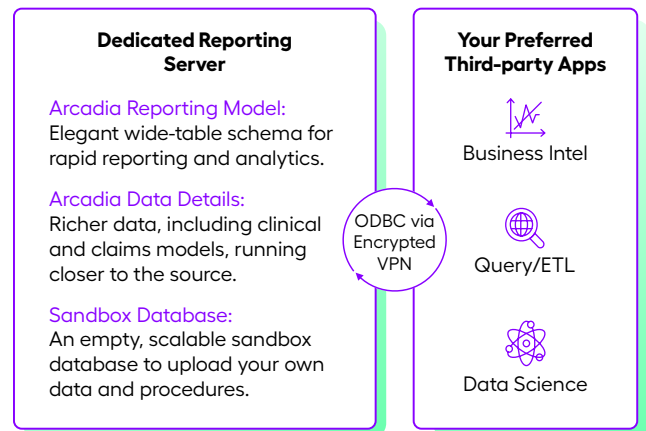 Dedicated Reporting
Server
Arcadia Reporting Model:
Elegant wide-table schema for
rapid reporting and analytics.
Arcadia Data Details:
Richer data, including clinical
and claims models, running
closer to the source.
Sandbox Database:
An empty, scalable sandbox
database to upload your own
data and procedures.
ODBC via
Encrypted
VPN
Your Preferred
Third-party Apps
Business Intel
Query/ETL
Data Science